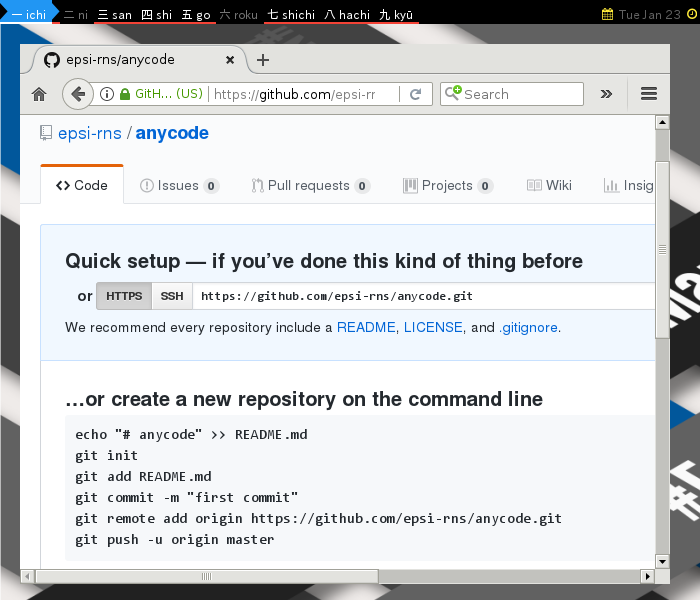 一 ichi 二 ni 三 san 四 shi 五 go 六 roku 七 shichi 八 hachi 九 kyū Tue Jan 23
epsi-rns/anycode
GitH... (US) https://github.com/epsi-rr Search
epsi-rns / anycode
Code Issues 0 Pull requests 0 Projects 0 Wiki Insig
Quick setup — if you’ve done this kind of thing before
or HTTPS SSH https://github.com/epsi-rns/anycode.git
We recommend every repository include a README, LICENSE, and .gitignore.
…or create a new repository on the command line
echo "# anycode" >> README.md
git init
git add README.md
git commit -m "first commit"
git remote add origin https://github.com/epsi-rns/anycode.git
git push -u origin master